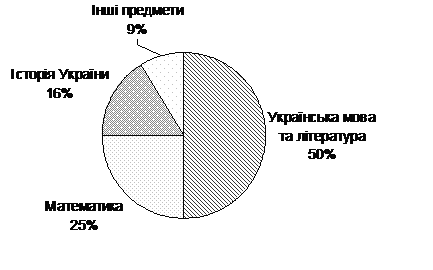 Інші предмети
9%
Історія України
16%
Українська мова
та література
50%
Математика
25%